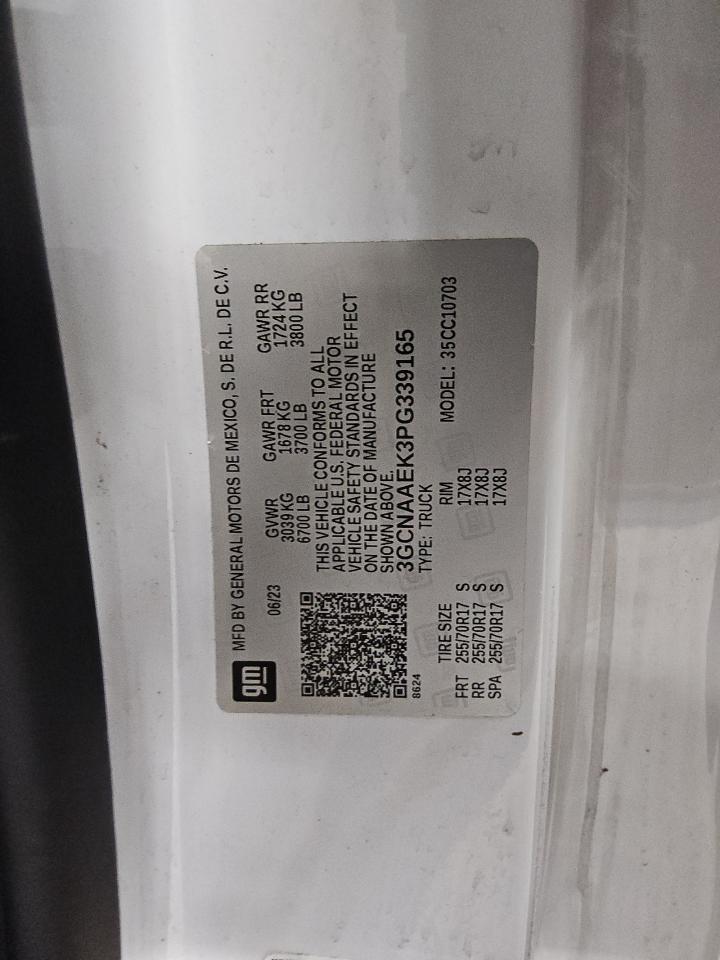 gm
MFD BY GENERAL MOTORS DE MEXICO, S. DE R.L. DE C.V.
06/23
GVWR GAWR FRT GAWR RR
3039 KG 1678 KG 1724 KG
6700 LB 3700 LB 3800 LB
THIS VEHICLE CONFORMS TO ALL
APPLICABLE U.S. FEDERAL MOTOR
VEHICLE SAFETY STANDARDS IN EFFECT
ON THE DATE OF MANUFACTURE
SHOWN ABOVE.
3GCNAAEK3PG339165
8624
TYPE: TRUCK
TIRE SIZE RIM MODEL: 35CC10703
FRT 255/70R17 S 17X8J
RR 255/70R17 S 17X8J
SPA 255/70R17 S 17X8J